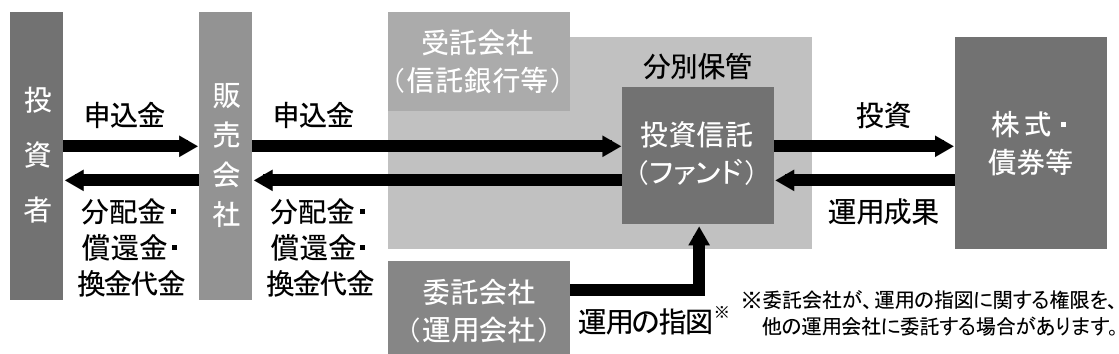 投資者
申込金
分配金・
償還金・
換金代金
販売会社
申込金
分配金・
償還金・
換金代金
受託会社
（信託銀行等）
分別保管
投資信託
（ファンド）
委託会社
（運用会社）
運用の指図※
投資
運用成果
株式・
債券等
※委託会社が、運用の指図に関する権限を、
他の運用会社に委託する場合があります。